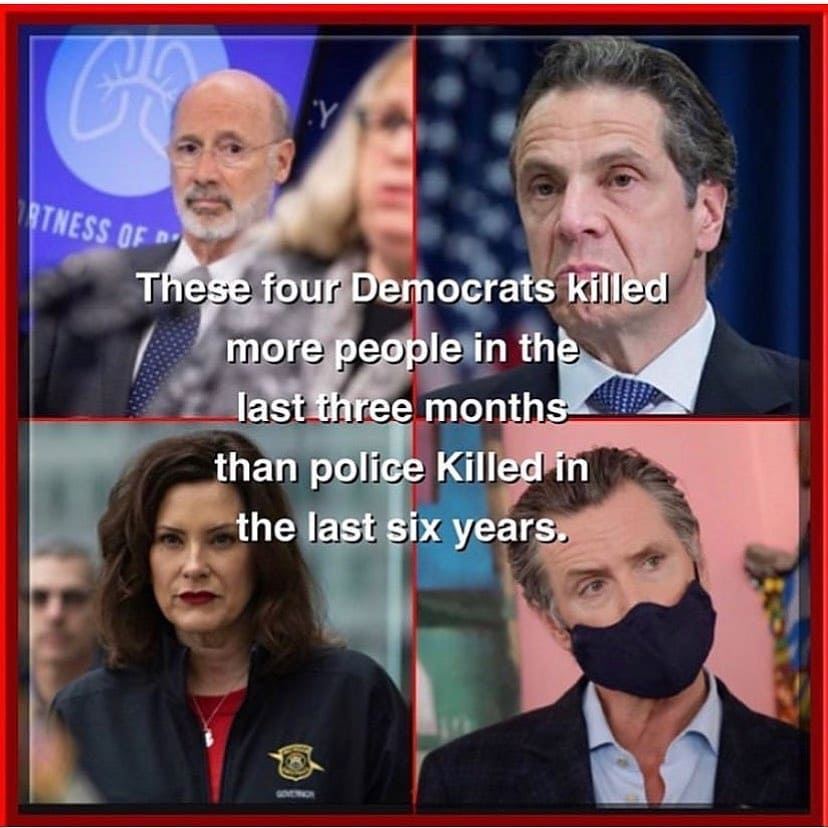 RTNESS OF
These four Democrats killed
more people in the
last three months
than police Killed in
the last six years.
GOVERNOR